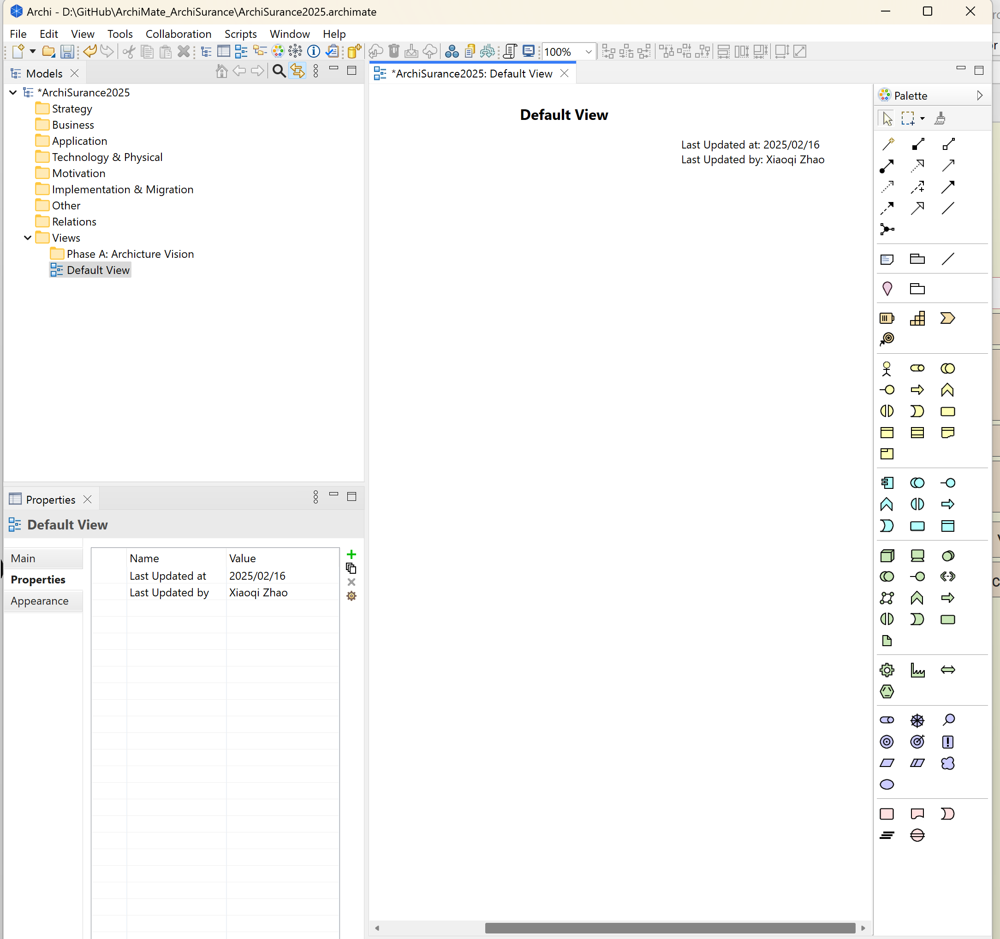 Archi - D:\GitHub\ArchiMate_ArchiSurance\ArchiSurance2025.archimate
File Edit View Tools Collaboration Scripts Window Help
100%
Models
*ArchiSurance2025
Strategy
Business
Application
Technology & Physical
Motivation
Implementation & Migration
Other
Relations
Views
Phase A: Archicture Vision
Default View
*ArchiSurance2025: Default View
Default View
Last Updated at: 2025/02/16
Last Updated by: Xiaoqi Zhao
Palette
Properties
Default View
Main
Properties
Appearance
Name Value
Last Updated at 2025/02/16
Last Updated by Xiaoqi Zhao